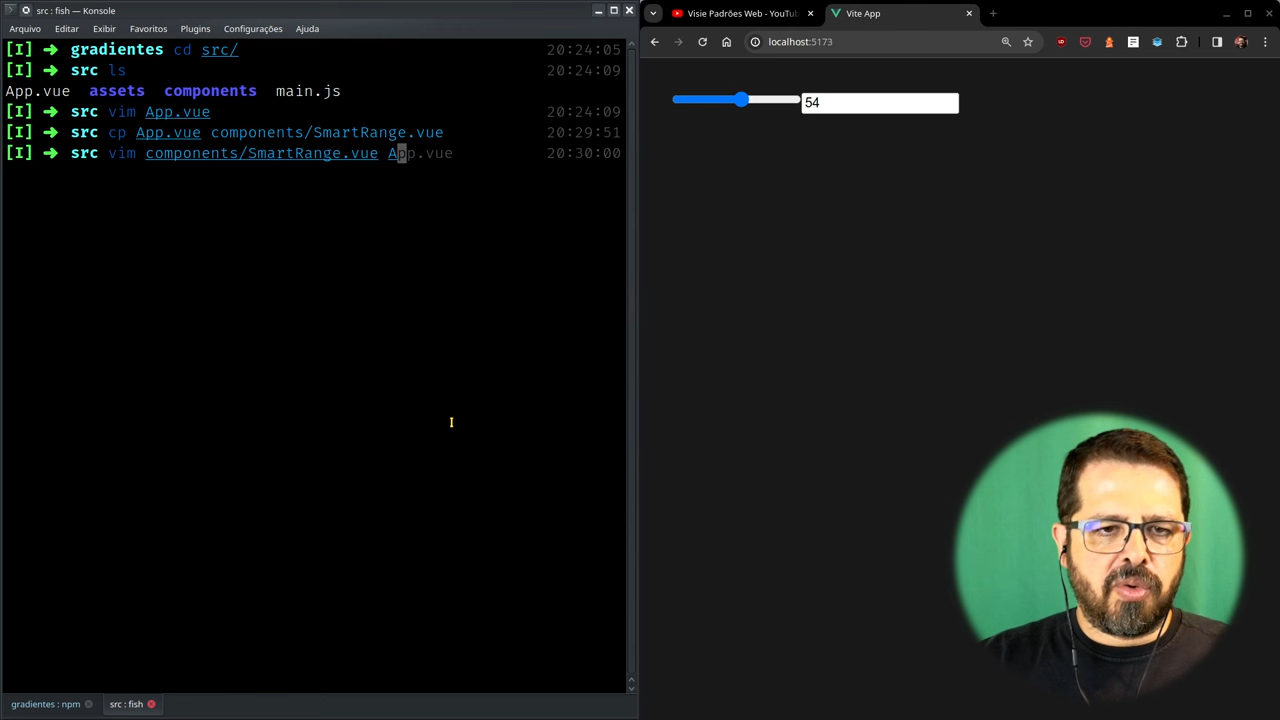 src : fish — Konsole
Arquivo Editar Exibir Favoritos Plugins Configurações Ajuda
[I] ➜ gradientes cd src/ 20:24:05
[I] ➜ src ls 20:24:09
App.vue assets components main.js
[I] ➜ src vim App.vue 20:24:09
[I] ➜ src cp App.vue components/SmartRange.vue 20:29:51
[I] ➜ src vim components/SmartRange.vue App.vue 20:30:00
gradientes : npm
src : fish
Visie Padrões Web - YouTu
Vite App
localhost:5173
54